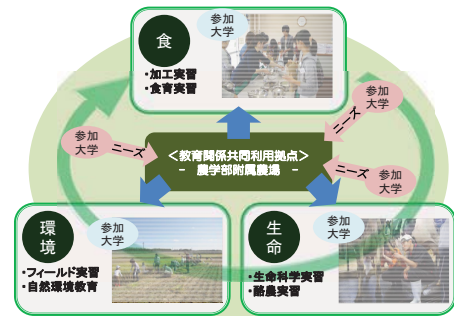 食
参加
大学
・加工実習
・食育実習
参加
大学
ニーズ
参加
大学
ニーズ
<教育関係共同利用拠点>
－ 農学部附属農場 －
ニーズ
参加
大学
環
境
参加
大学
・フィールド実習
・自然環境教育
生
命
参加
大学
・生命科学実習
・酪農実習